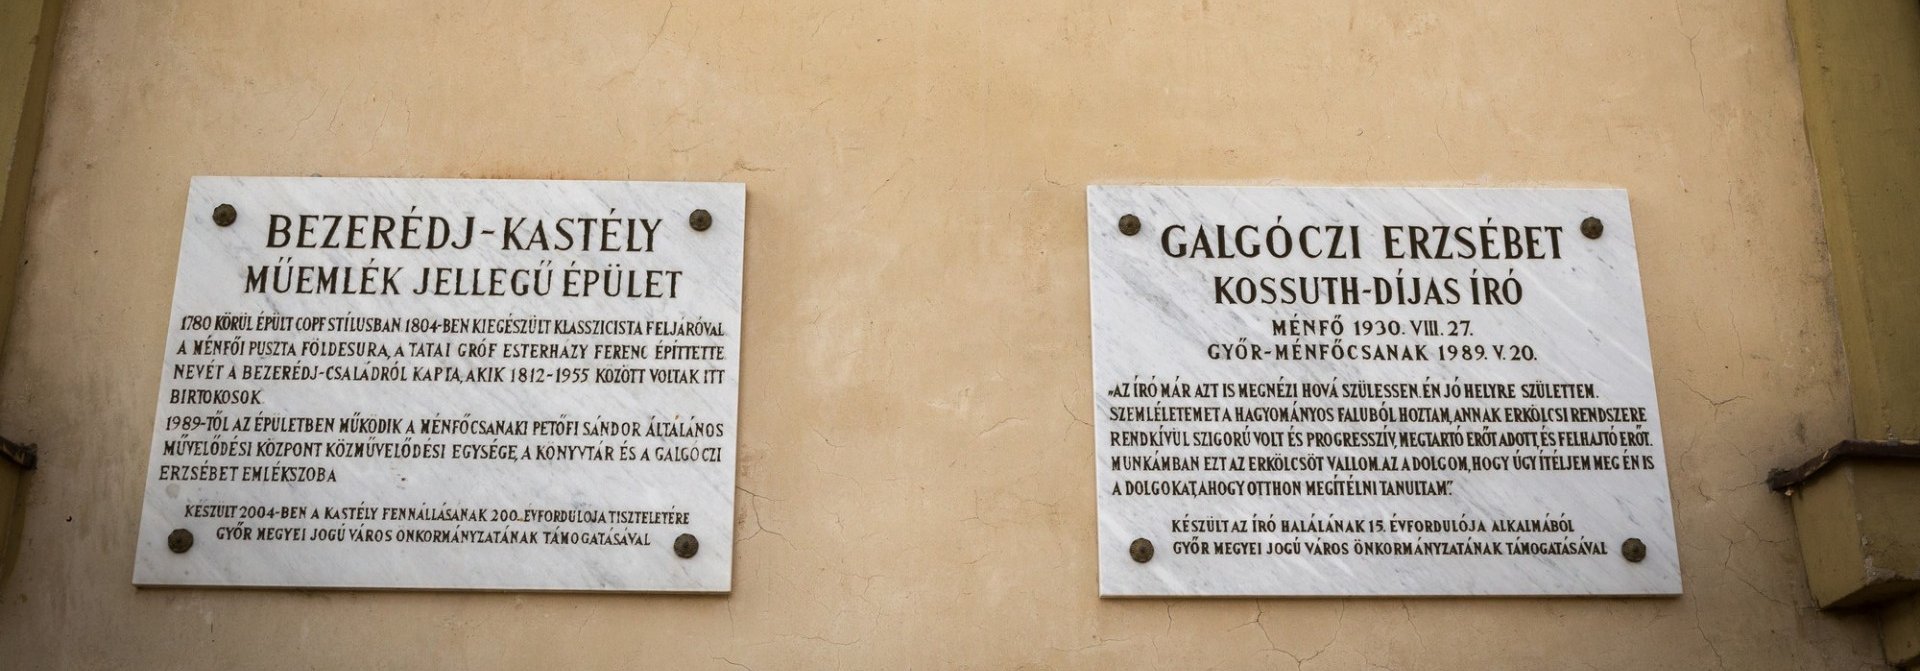 BEZERÉDJ-KASTÉLY
MŰEMLÉK JELLEGŰ ÉPÜLET
1780 KÖRÜL ÉPÜLT COPF STÍLUSBAN. 1804-BEN KIEGÉSZÜLT KLASSZICISTA FELJÁRÓVAL
A MÉNFŐI PUSZTA FÖLDESURA, A TATAI GRÓF ESTERHÁZY FERENC ÉPÍTTETTE.
NEVÉT A BEZERÉDJ-CSALÁDRÓL KAPTA, AKIK 1812-1955 KÖZÖTT VOLTAK ITT
BIRTOKOSOK.
1989-TŐL AZ ÉPÜLETBEN MŰKÖDIK A MÉNFŐCSANAKI PETŐFI SÁNDOR ÁLTALÁNOS
MŰVELŐDÉSI KÖZPONT KÖZMŰVELŐDÉSI EGYSÉGE, A KÖNYVTÁR ÉS A GALGÓCZI
ERZSÉBET EMLÉKSZOBA
KÉSZÜLT 2004-BEN A KASTÉLY FENNÁLLÁSÁNAK 200. ÉVFORDULÓJA TISZTELETÉRE
GYŐR MEGYEI JOGÚ VÁROS ÖNKORMÁNYZATÁNAK TÁMOGATÁSÁVAL
GALGÓCZI ERZSÉBET
KOSSUTH-DÍJAS ÍRÓ
MÉNFŐ 1930. VIII. 27.
GYŐR-MÉNFŐCSANAK 1989. V. 20.
„AZ ÍRÓ MÁR AZT IS MEGNÉZI HOVÁ SZÜLESSEN. ÉN JÓ HELYRE SZÜLETTEM.
SZEMLÉLETEMET A HAGYOMÁNYOS FALUBÓL HOZTAM, ANNAK ERKÖLCSI RENDSZERE
RENDKÍVÜL SZIGORÚ VOLT ÉS PROGRESSZÍV, MEGTARTÓ ERŐT ADOTT, ÉS FELHAJTÓ ERŐT.
MUNKÁMBAN EZT AZ ERKÖLCSÖT VALLOM. AZ A DOLGOM, HOGY ÚGY ÍTÉLJEM MEG ÉN IS
A DOLGOKAT, AHOGY OTTHON MEGÍTÉLNI TANULTAM."
KÉSZÜLT AZ ÍRÓ HALÁLÁNAK 15. ÉVFORDULÓJA ALKALMÁBÓL
GYŐR MEGYEI JOGÚ VÁROS ÖNKORMÁNYZATÁNAK TÁMOGATÁSÁVAL